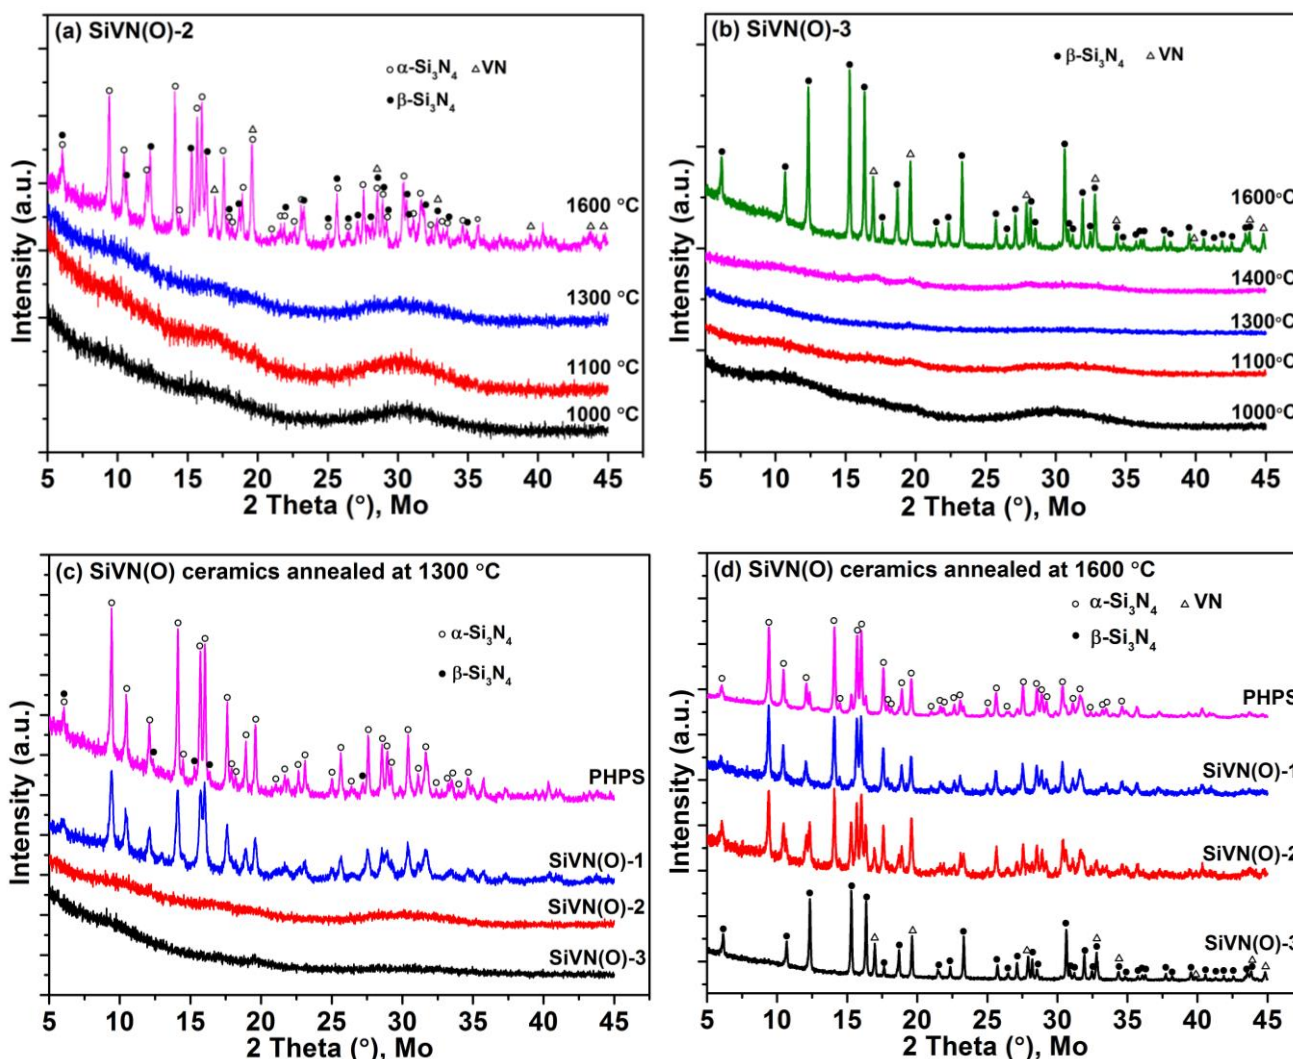 (a) SiVN(O)-2
○ α-Si₃N₄ △ VN
● β-Si₃N₄
1600 °C
1300 °C
1100 °C
1000 °C
Intensity (a.u.)
5 10 15 20 25 30 35 40 45
2 Theta (°), Mo
(b) SiVN(O)-3
● β-Si₃N₄ △ VN
1600°C
1400°C
1300°C
1100°C
1000°C
Intensity (a.u.)
5 10 15 20 25 30 35 40 45
2 Theta (°), Mo
(c) SiVN(O) ceramics annealed at 1300 °C
○ α-Si₃N₄
● β-Si₃N₄
PHPS
SiVN(O)-1
SiVN(O)-2
SiVN(O)-3
Intensity (a.u.)
5 10 15 20 25 30 35 40 45
2 Theta (°), Mo
(d) SiVN(O) ceramics annealed at 1600 °C
○ α-Si₃N₄ △ VN
● β-Si₃N₄
PHPS
SiVN(O)-1
SiVN(O)-2
SiVN(O)-3
Intensity (a.u.)
5 10 15 20 25 30 35 40 45
2 Theta (°), Mo